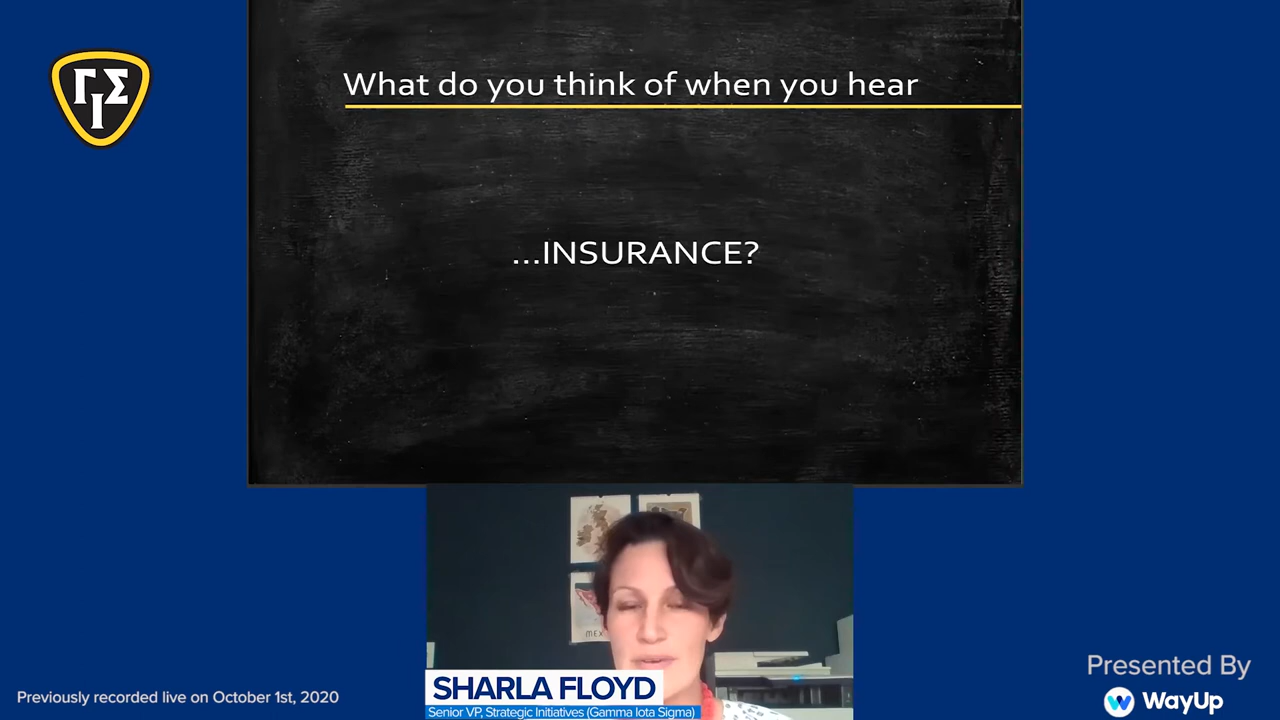 ΓΙΣ
What do you think of when you hear
...INSURANCE?
MEX
SHARLA FLOYD
Senior VP, Strategic Initiatives (Gamma Iota Sigma)
Previously recorded live on October 1st, 2020
Presented By
WayUp